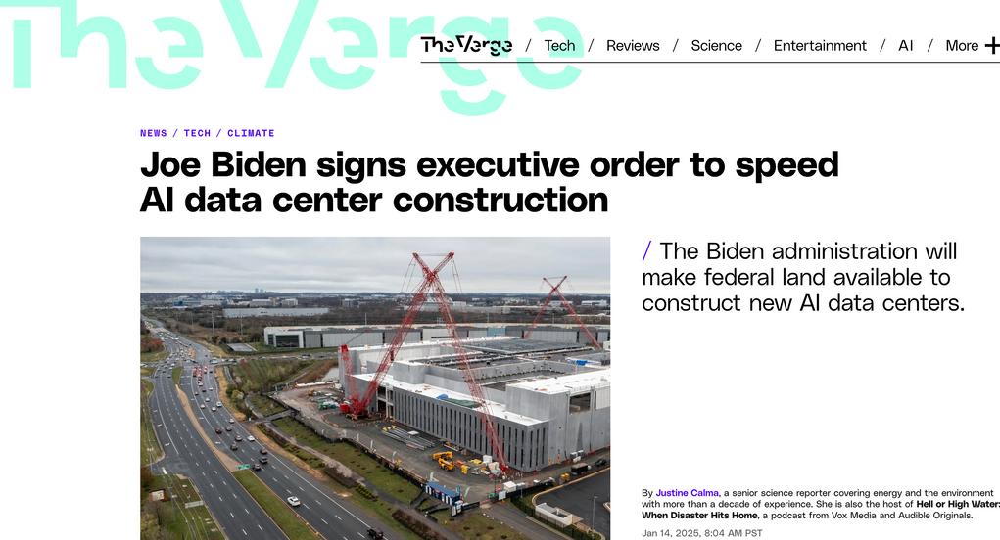 The Verge
The Verge / Tech / Reviews / Science / Entertainment / AI / More +
NEWS / TECH / CLIMATE
Joe Biden signs executive order to speed
AI data center construction
/ The Biden administration will
make federal land available to
construct new AI data centers.
By Justine Calma, a senior science reporter covering energy and the environment
with more than a decade of experience. She is also the host of Hell or High Water:
When Disaster Hits Home, a podcast from Vox Media and Audible Originals.
Jan 14, 2025, 8:04 AM PST